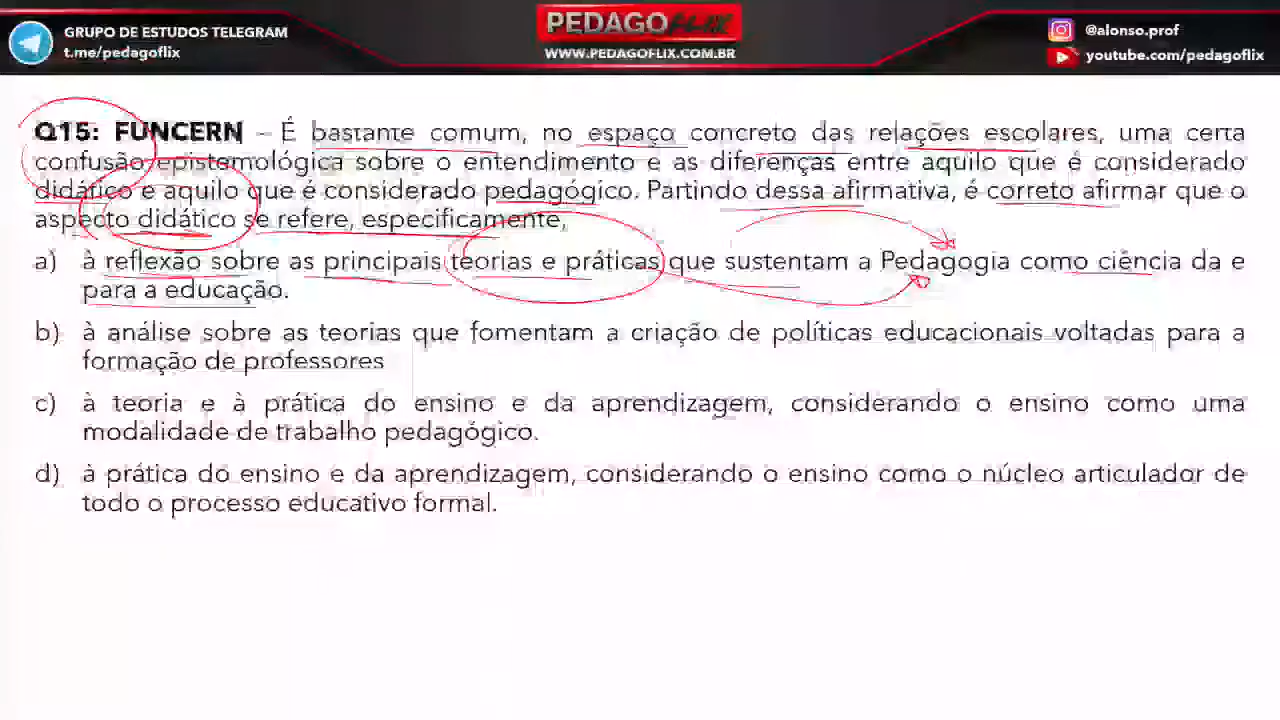 GRUPO DE ESTUDOS TELEGRAM
t.me/pedagoflix
PEDAGOFLIX
WWW.PEDAGOFLIX.COM.BR
@alonso.prof
youtube.com/pedagoflix
Q15: FUNCERN – É bastante comum, no espaço concreto das relações escolares, uma certa
confusão epistemológica sobre o entendimento e as diferenças entre aquilo que é considerado
didático e aquilo que é considerado pedagógico. Partindo dessa afirmativa, é correto afirmar que o
aspecto didático se refere, especificamente,
a) à reflexão sobre as principais teorias e práticas que sustentam a Pedagogia como ciência da e
para a educação.
b) à análise sobre as teorias que fomentam a criação de políticas educacionais voltadas para a
formação de professores
c) à teoria e à prática do ensino e da aprendizagem, considerando o ensino como uma
modalidade de trabalho pedagógico.
d) à prática do ensino e da aprendizagem, considerando o ensino como o núcleo articulador de
todo o processo educativo formal.